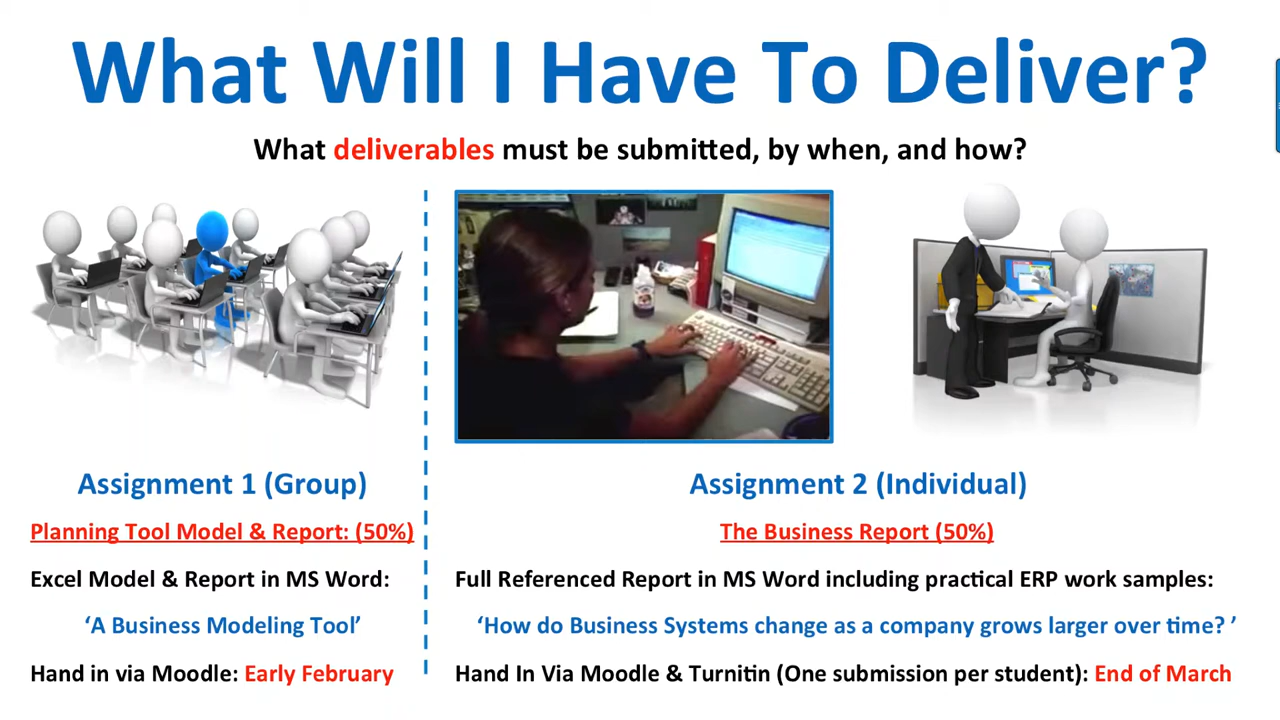 What Will I Have To Deliver?
What deliverables must be submitted, by when, and how?
Assignment 1 (Group)
Planning Tool Model & Report: (50%)
Excel Model & Report in MS Word:
‘A Business Modeling Tool’
Hand in via Moodle: Early February
Assignment 2 (Individual)
The Business Report (50%)
Full Referenced Report in MS Word including practical ERP work samples:
‘How do Business Systems change as a company grows larger over time? ’
Hand In Via Moodle & Turnitin (One submission per student): End of March